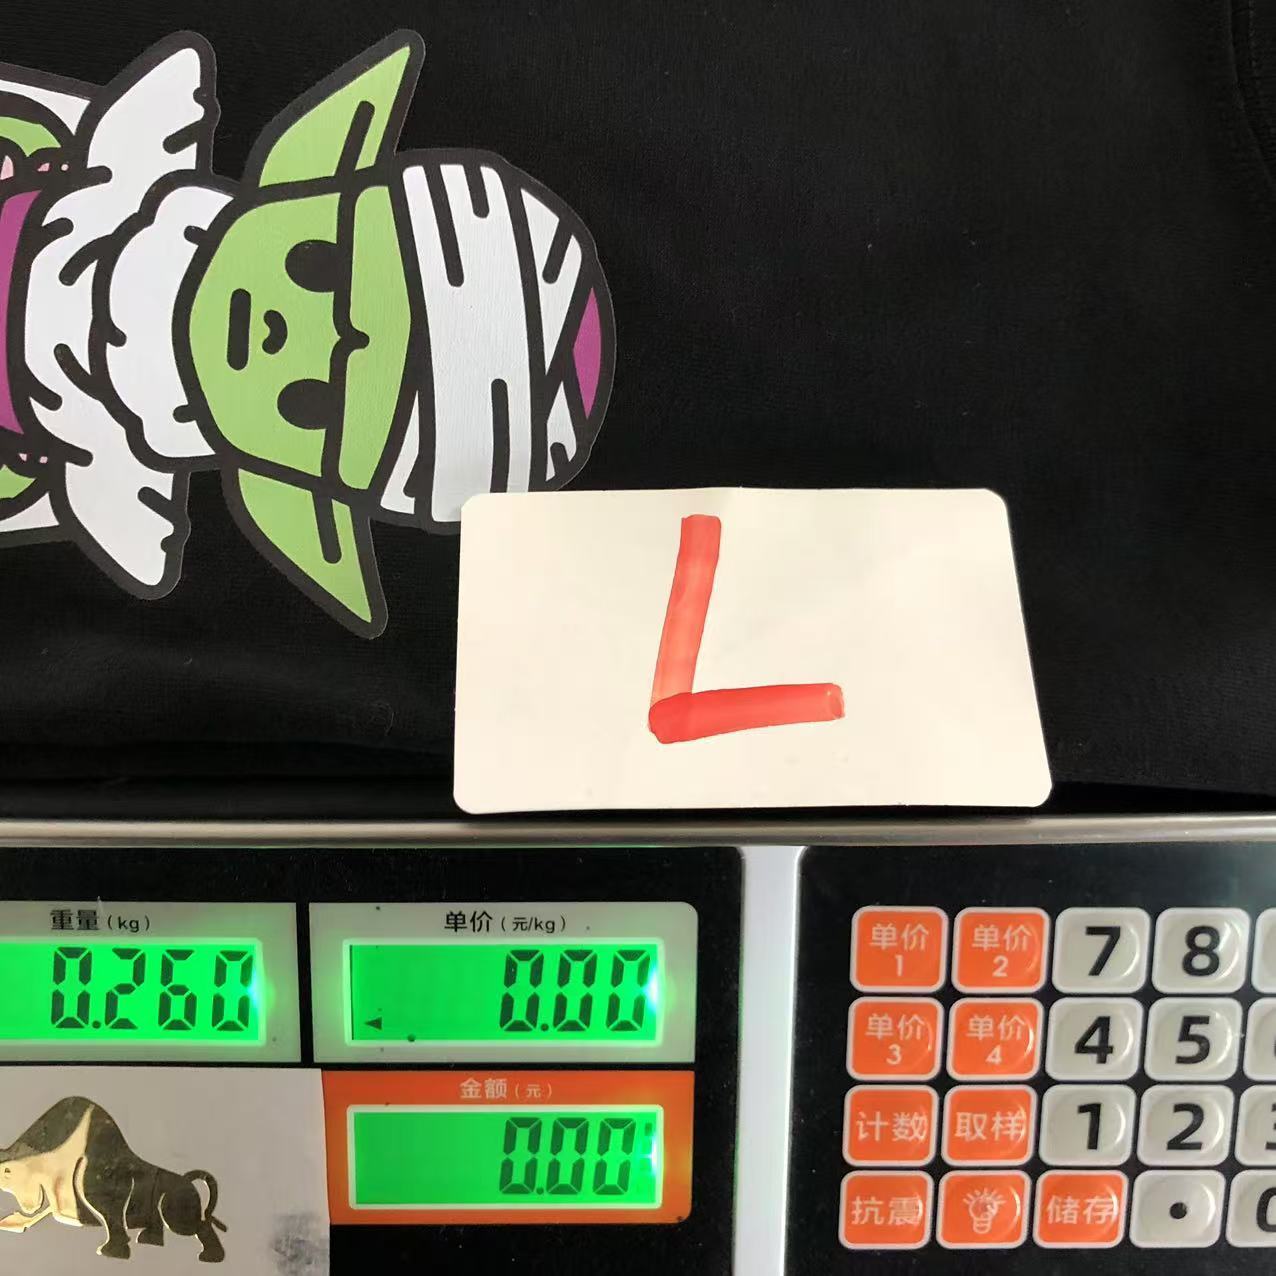 L
重量(kg)
0.260
单价(元/kg)
0.00
金额(元)
0.00
单价1 单价2 7 8
单价3 单价4 4 5
计数 取样 1 2 3
抗震 储存 . 0